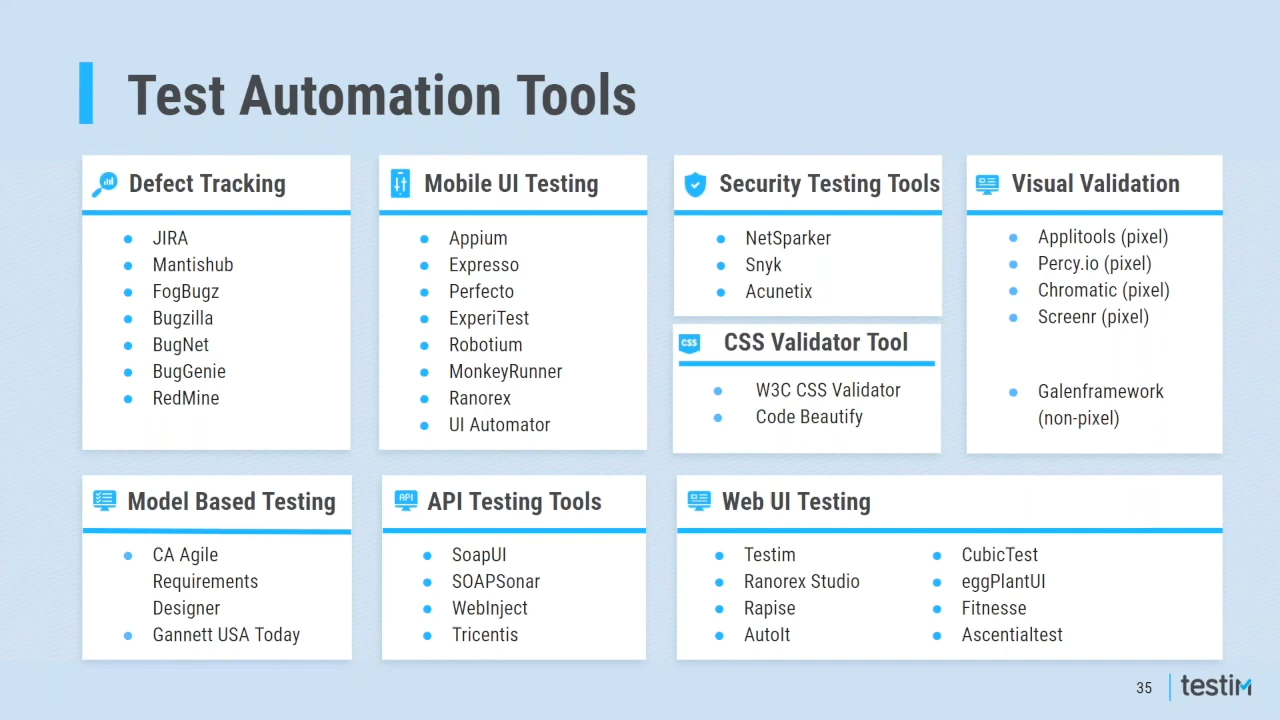 Test Automation Tools
Defect Tracking
JIRA
Mantishub
FogBugz
Bugzilla
BugNet
BugGenie
RedMine
Mobile UI Testing
Appium
Expresso
Perfecto
ExperiTest
Robotium
MonkeyRunner
Ranorex
UI Automator
Security Testing Tools
NetSparker
Snyk
Acunetix
CSS
CSS Validator Tool
W3C CSS Validator
Code Beautify
Visual Validation
Applitools (pixel)
Percy.io (pixel)
Chromatic (pixel)
Screenr (pixel)
Galenframework
(non-pixel)
Model Based Testing
CA Agile
Requirements
Designer
Gannett USA Today
API
API Testing Tools
SoapUI
SOAPSonar
WebInject
Tricentis
Web UI Testing
Testim
Ranorex Studio
Rapise
AutoIt
CubicTest
eggPlantUI
Fitnesse
Ascentialtest
35
testim